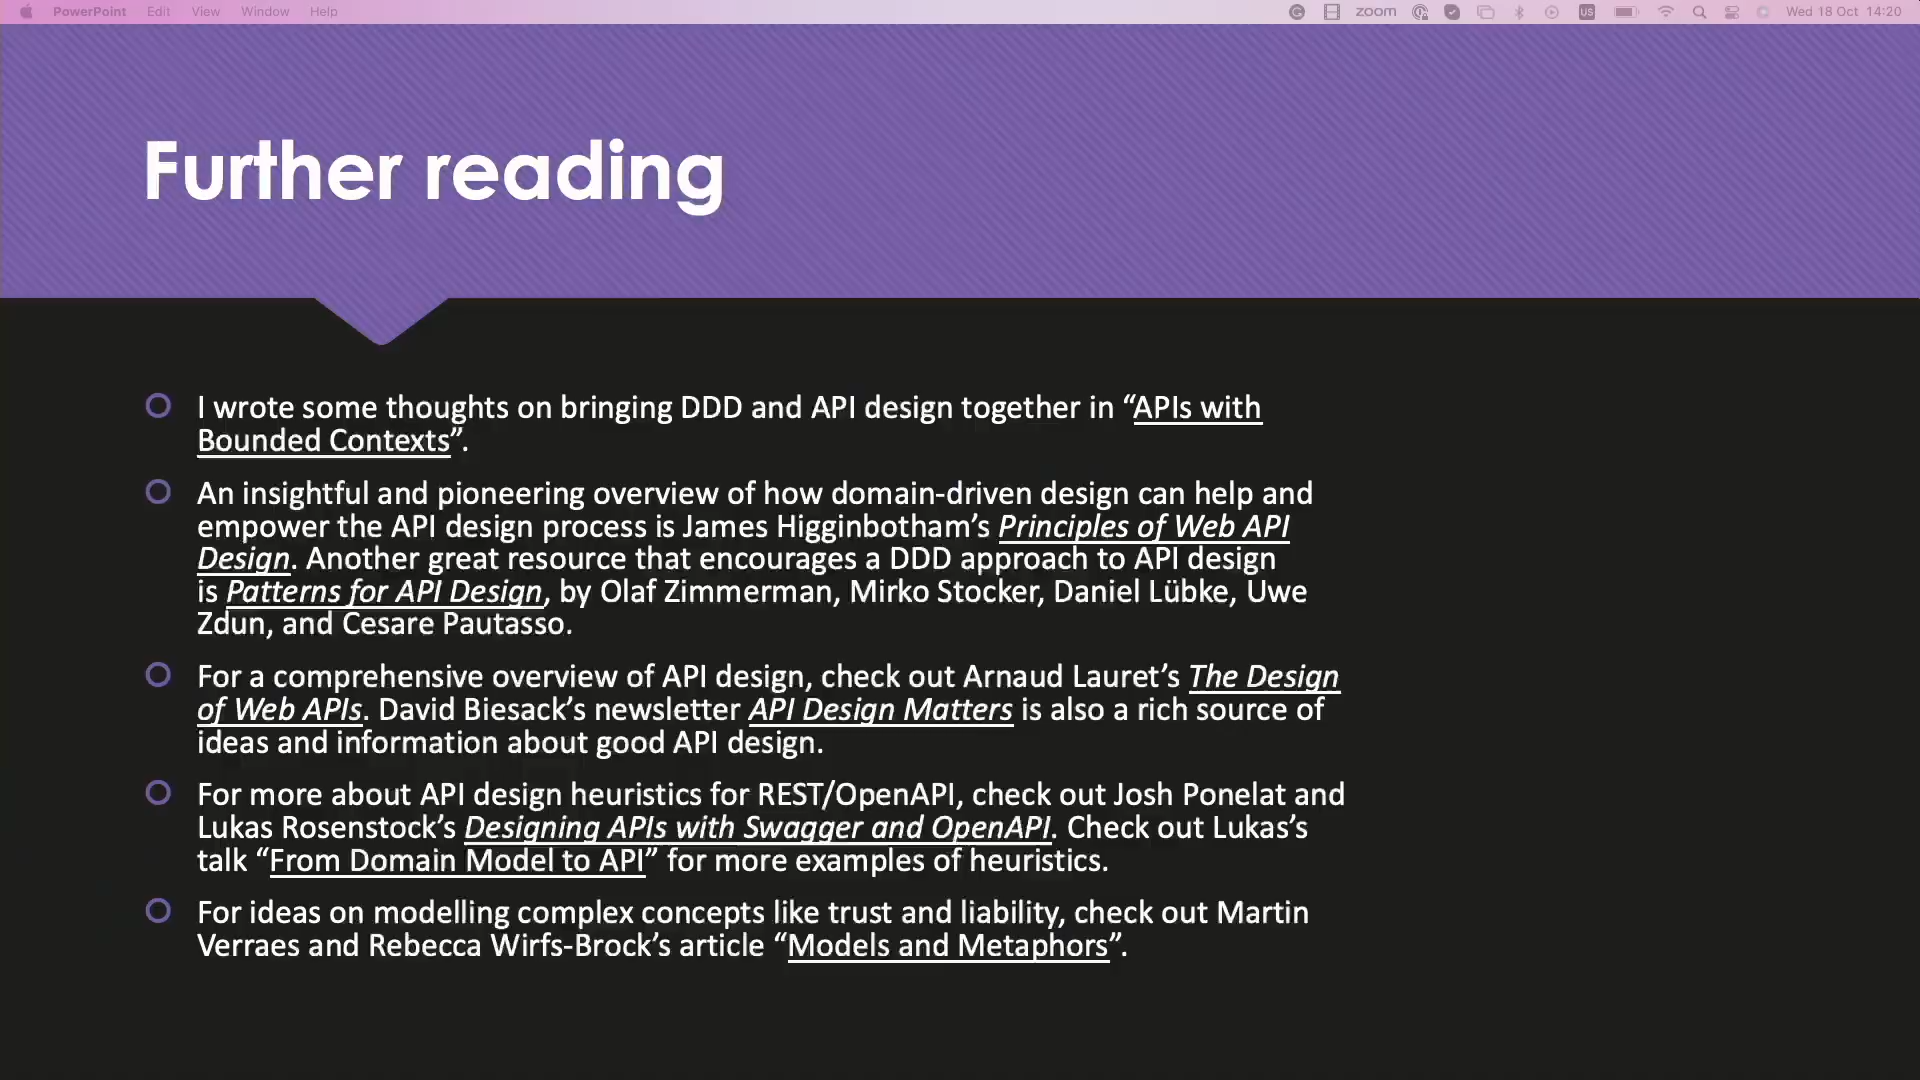 PowerPoint Edit View Window Help zoom US Wed 18 Oct 14:20
Further reading
I wrote some thoughts on bringing DDD and API design together in “APIs with
Bounded Contexts”.
An insightful and pioneering overview of how domain-driven design can help and
empower the API design process is James Higginbotham’s Principles of Web API
Design. Another great resource that encourages a DDD approach to API design
is Patterns for API Design, by Olaf Zimmerman, Mirko Stocker, Daniel Lübke, Uwe
Zdun, and Cesare Pautasso.
For a comprehensive overview of API design, check out Arnaud Lauret’s The Design
of Web APIs. David Biesack’s newsletter API Design Matters is also a rich source of
ideas and information about good API design.
For more about API design heuristics for REST/OpenAPI, check out Josh Ponelat and
Lukas Rosenstock’s Designing APIs with Swagger and OpenAPI. Check out Lukas’s
talk “From Domain Model to API” for more examples of heuristics.
For ideas on modelling complex concepts like trust and liability, check out Martin
Verraes and Rebecca Wirfs-Brock’s article “Models and Metaphors”.